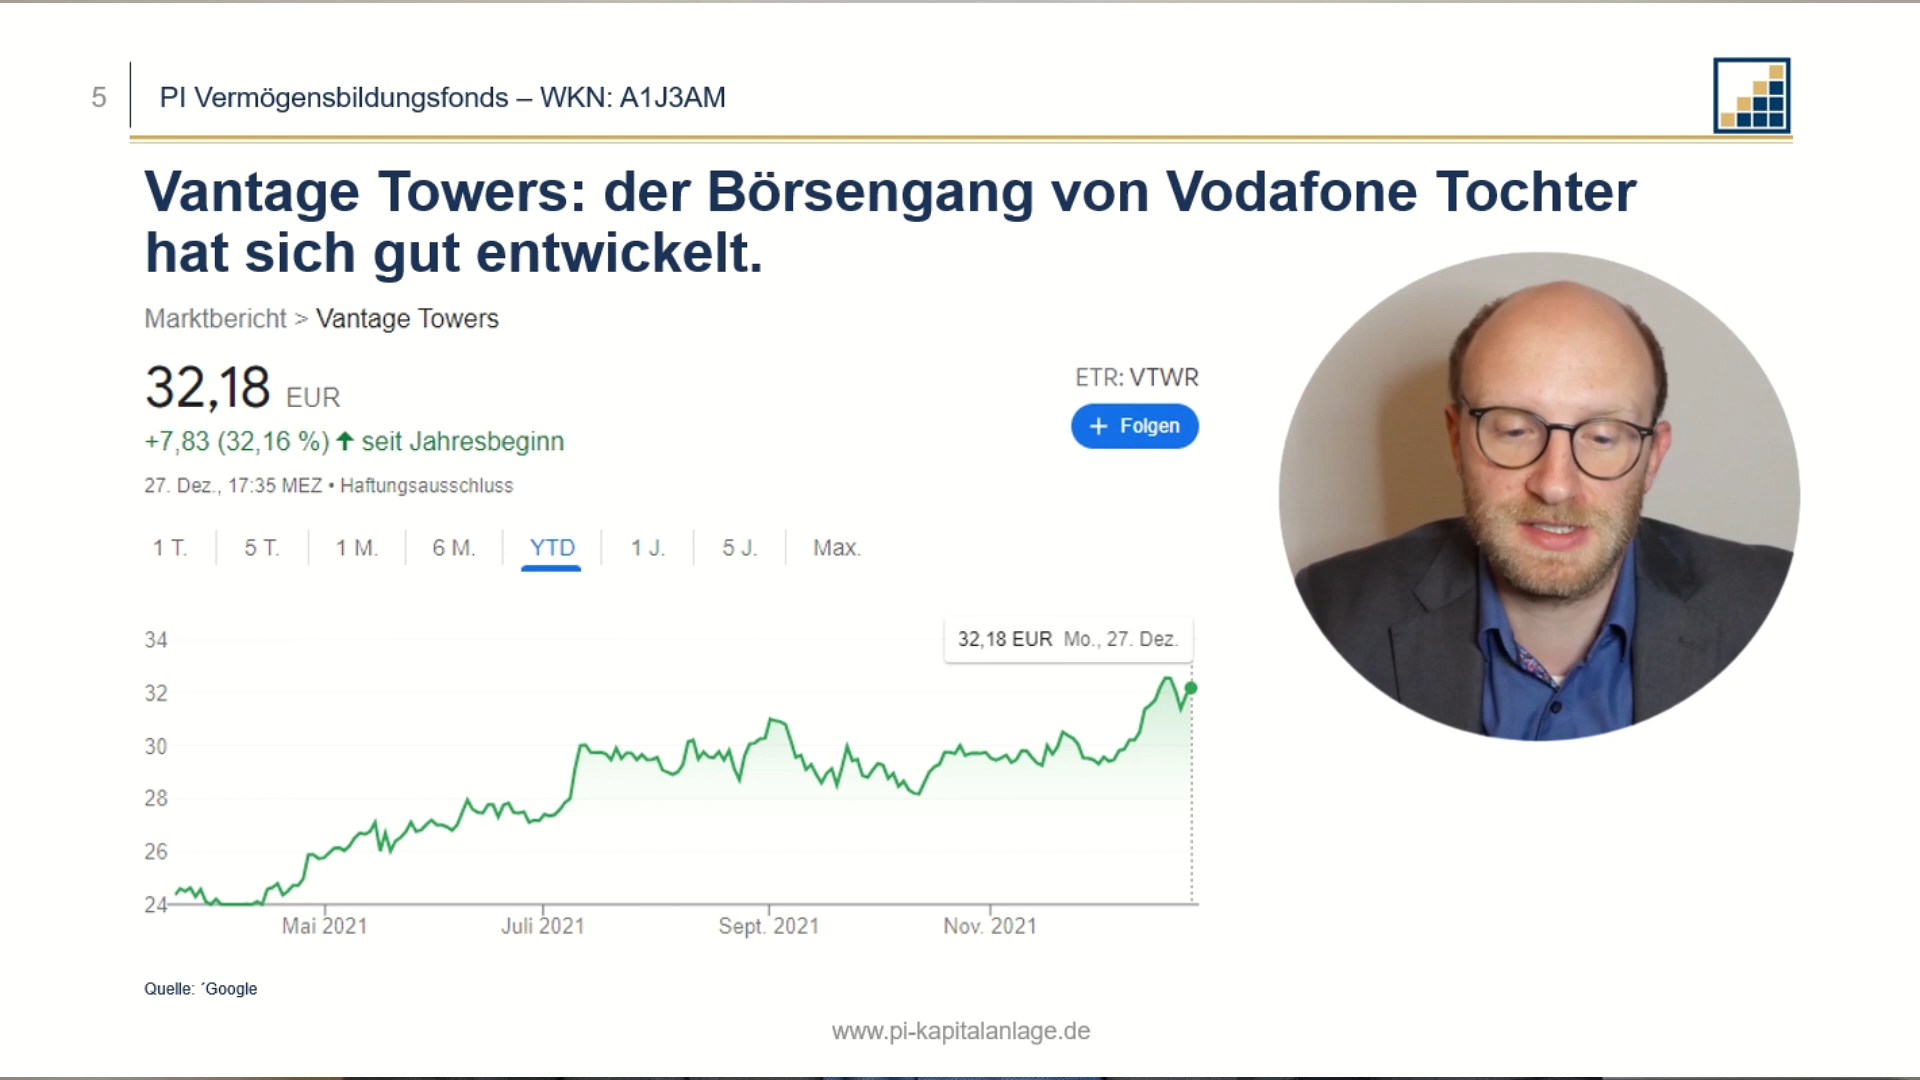 5
PI Vermögensbildungsfonds – WKN: A1J3AM
Vantage Towers: der Börsengang von Vodafone Tochter
hat sich gut entwickelt.
Marktbericht > Vantage Towers
32,18 EUR
ETR: VTWR
+ Folgen
+7,83 (32,16 %) ↑ seit Jahresbeginn
27. Dez., 17:35 MEZ • Haftungsausschluss
1 T. 5 T. 1 M. 6 M. YTD 1 J. 5 J. Max.
32,18 EUR Mo., 27. Dez.
34
32
30
28
26
24
Mai 2021 Juli 2021 Sept. 2021 Nov. 2021
Quelle: ´Google
www.pi-kapitalanlage.de